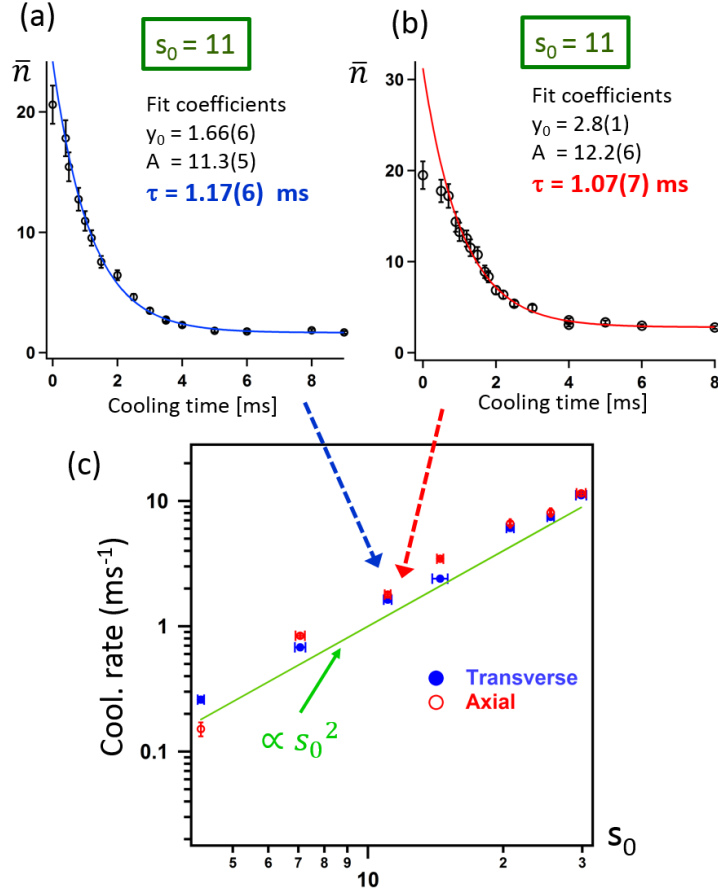 (a)
s₀ = 11
n̅
Fit coefficients
y₀ = 1.66(6)
A = 11.3(5)
τ = 1.17(6) ms
20
10
0
0 2 4 6 8
Cooling time [ms]
(b)
s₀ = 11
n̅
Fit coefficients
y₀ = 2.8(1)
A = 12.2(6)
τ = 1.07(7) ms
30
20
10
0
0 2 4 6 8
Cooling time [ms]
(c)
Cool. rate (ms⁻¹)
10
1
0.1
Transverse
Axial
∝ s₀²
5 6 7 8 9 10 2 3
s₀